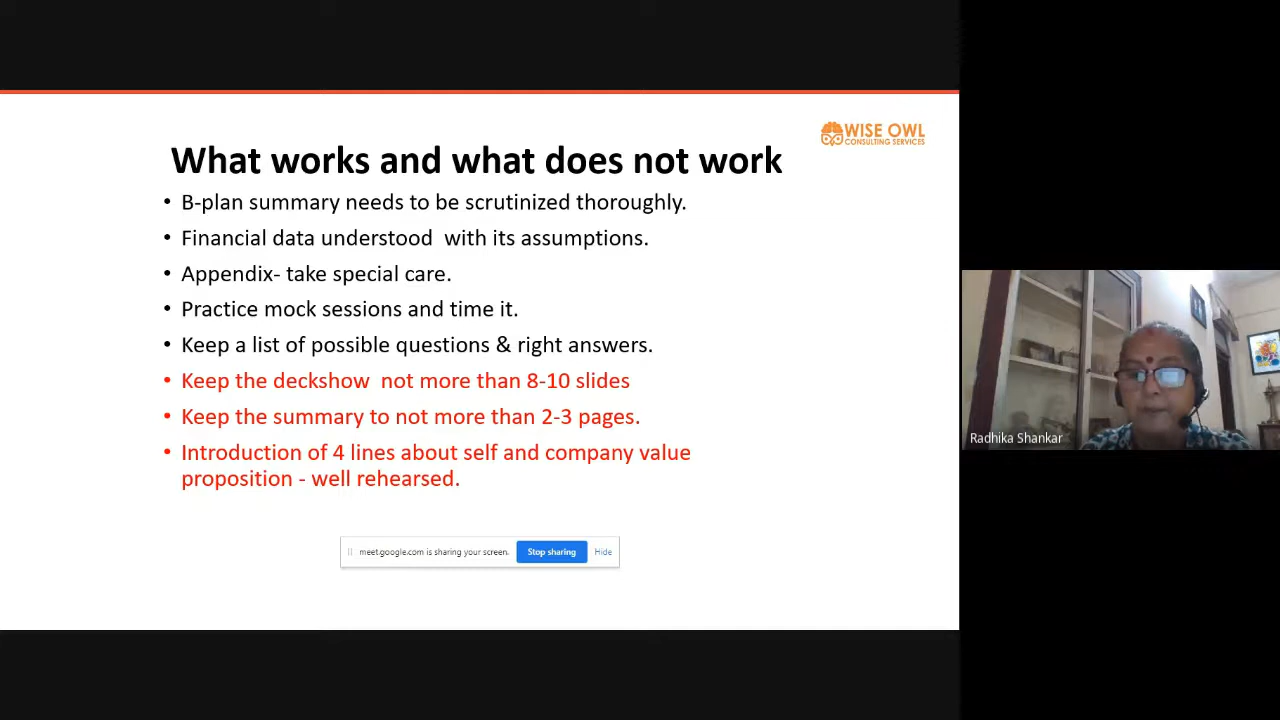 WISE OWL
CONSULTING SERVICES
What works and what does not work
• B-plan summary needs to be scrutinized thoroughly.
• Financial data understood  with its assumptions.
• Appendix- take special care.
• Practice mock sessions and time it.
• Keep a list of possible questions & right answers.
• Keep the deckshow  not more than 8-10 slides
• Keep the summary to not more than 2-3 pages.
• Introduction of 4 lines about self and company value
proposition - well rehearsed.
meet.google.com is sharing your screen.
Stop sharing
Hide
Radhika Shankar